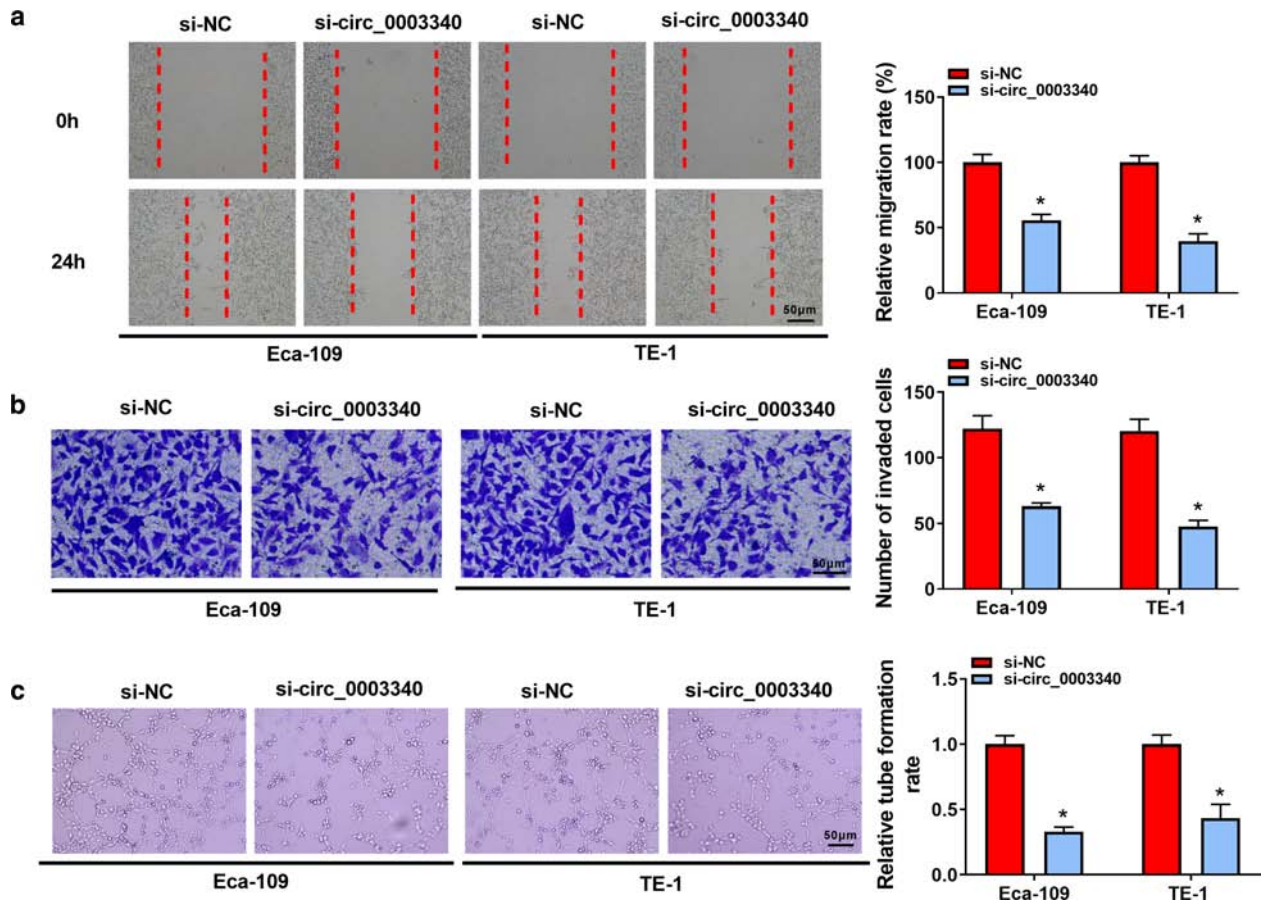 a
si-NC si-circ_0003340 si-NC si-circ_0003340
0h
24h
50μm
Eca-109 TE-1
si-NC
si-circ_0003340
Relative migration rate (%)
150
100
50
0
* *
Eca-109 TE-1
b
si-NC si-circ_0003340 si-NC si-circ_0003340
50μm
Eca-109 TE-1
si-NC
si-circ_0003340
Number of invaded cells
150
100
50
0
* *
Eca-109 TE-1
c
si-NC si-circ_0003340 si-NC si-circ_0003340
50μm
Eca-109 TE-1
si-NC
si-circ_0003340
Relative tube formation
rate
1.5
1.0
0.5
0.0
* *
Eca-109 TE-1